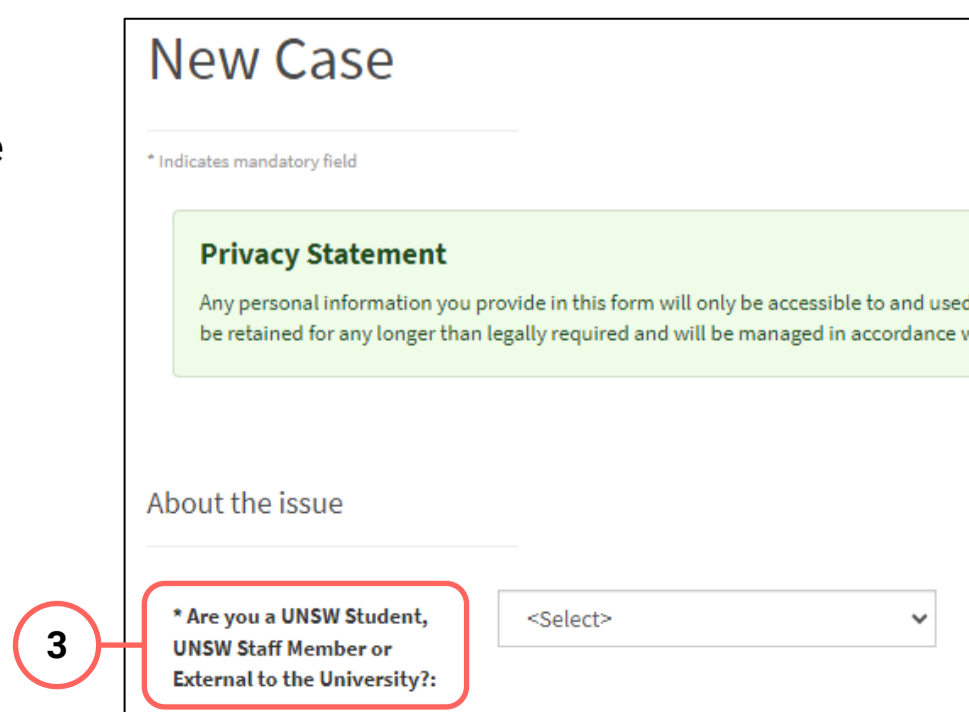 New Case
* Indicates mandatory field
Privacy Statement
Any personal information you provide in this form will only be accessible to and used
be retained for any longer than legally required and will be managed in accordance
About the issue
* Are you a UNSW Student,
<Select>
3
UNSW Staff Member or
External to the University?: